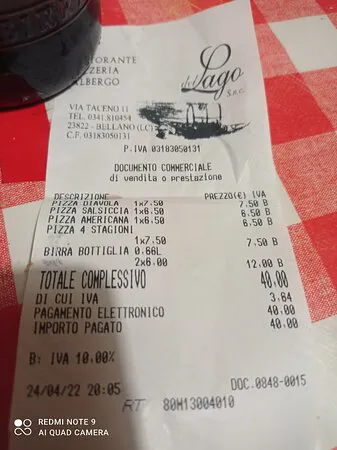 RISTORANTE
PIZZERIA
ALBERGO
del Lago
S.n.c.
VIA TACENO 11
TEL. 0341.810454
23822 - BELLANO (LC)
C.F. 03183050131
P.IVA 03183050131
DOCUMENTO COMMERCIALE
di vendita o prestazione
DESCRIZIONE PREZZO(€) IVA
PIZZA DIAVOLA 1x7.50 7.50 B
PIZZA SALSICCIA 1x6.50 6.50 B
PIZZA AMERICANA 1x6.50 6.50 B
PIZZA 4 STAGIONI
1x7.50 7.50 B
BIRRA BOTTIGLIA 0.66L
2x6.00 12.00 B
TOTALE COMPLESSIVO 40.00
DI CUI IVA 3.64
PAGAMENTO ELETTRONICO 40.00
IMPORTO PAGATO 40.00
B: IVA 10.00%
24/04/22 20:05 DOC.0848-0015
RT 80M13004010
REDMI NOTE 9
AI QUAD CAMERA